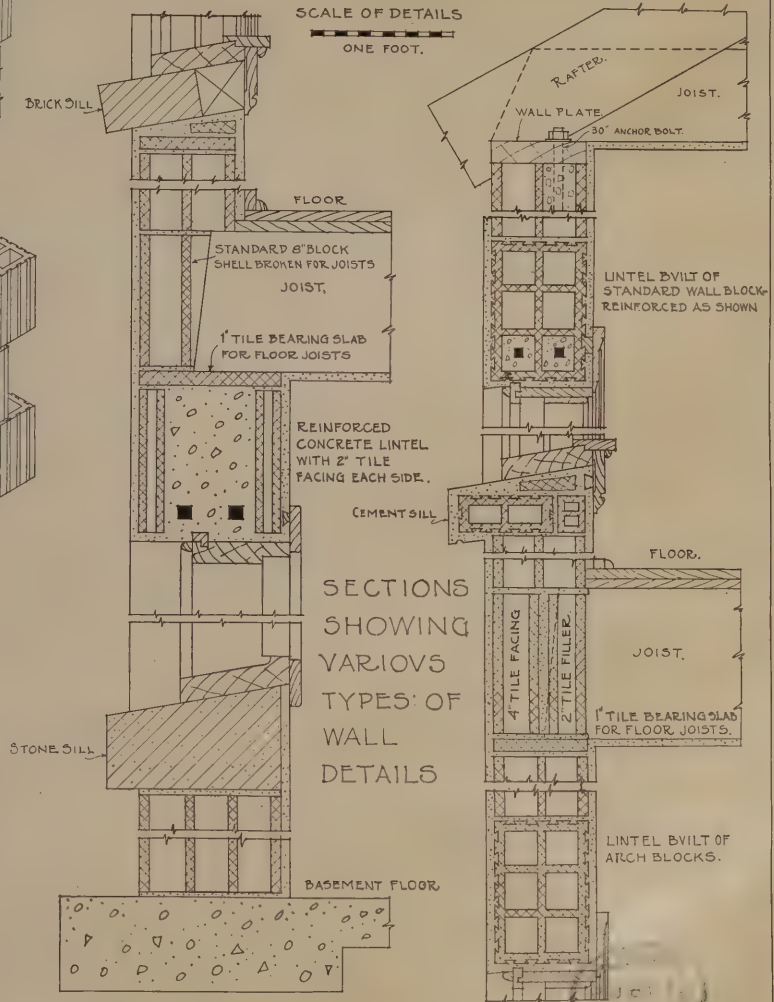 SCALE OF DETAILS
ONE FOOT.
BRICK SILL
FLOOR
STANDARD 8" BLOCK
SHELL BROKEN FOR JOISTS
JOIST.
1" TILE BEARING SLAB
FOR FLOOR JOISTS
REINFORCED
CONCRETE LINTEL
WITH 2" TILE
FACING EACH SIDE.
STONE SILL
BASEMENT FLOOR
SECTIONS
SHOWING
VARIOVS
TYPES OF
WALL
DETAILS
RAFTER.
JOIST.
WALL PLATE
30" ANCHOR BOLT.
LINTEL BVILT OF
STANDARD WALL BLOCK-
REINFORCED AS SHOWN
CEMENT SILL
FLOOR.
4" TILE FACING
2" TILE FILLER
JOIST.
1" TILE BEARING SLAB
FOR FLOOR JOISTS.
LINTEL BVILT OF
ARCH BLOCKS.